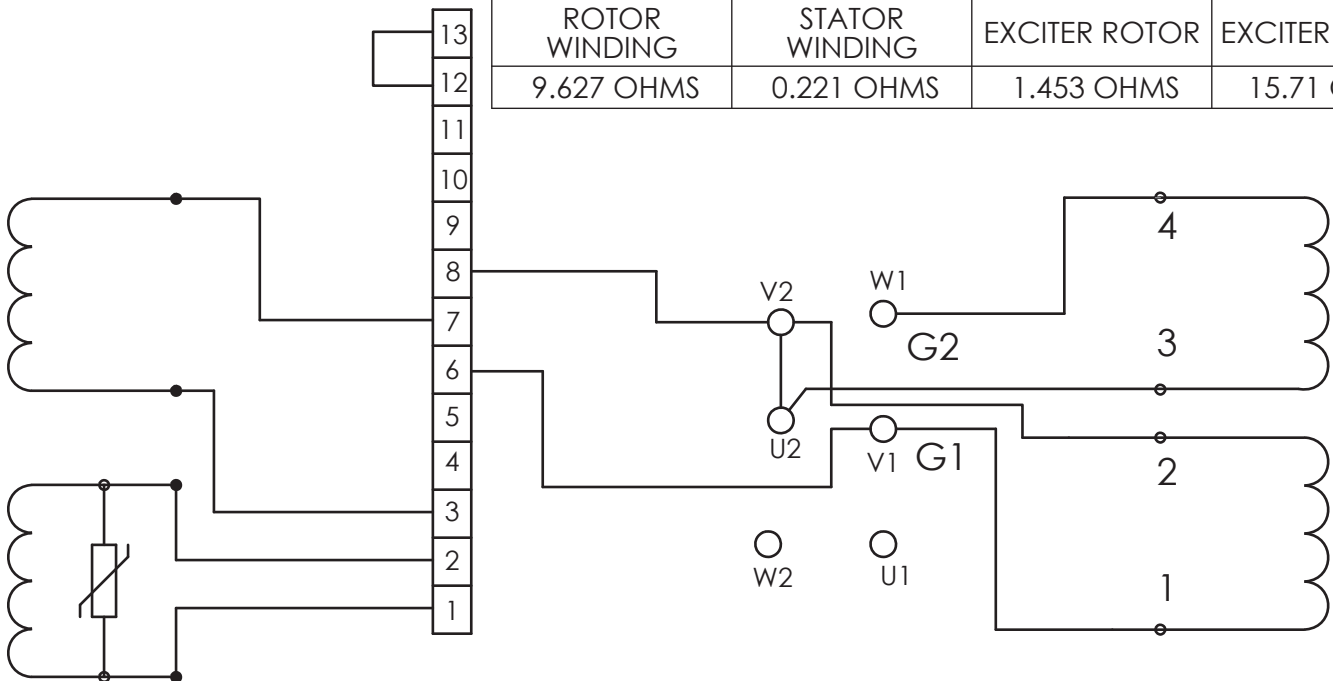 ROTOR WINDING
STATOR WINDING
EXCITER ROTOR
EXCITER
9.627 OHMS
0.221 OHMS
1.453 OHMS
15.71
13
12
11
10
9
8
7
6
5
4
3
2
1
V2
W1
G2
U2
V1
G1
W2
U1
4
3
2
1